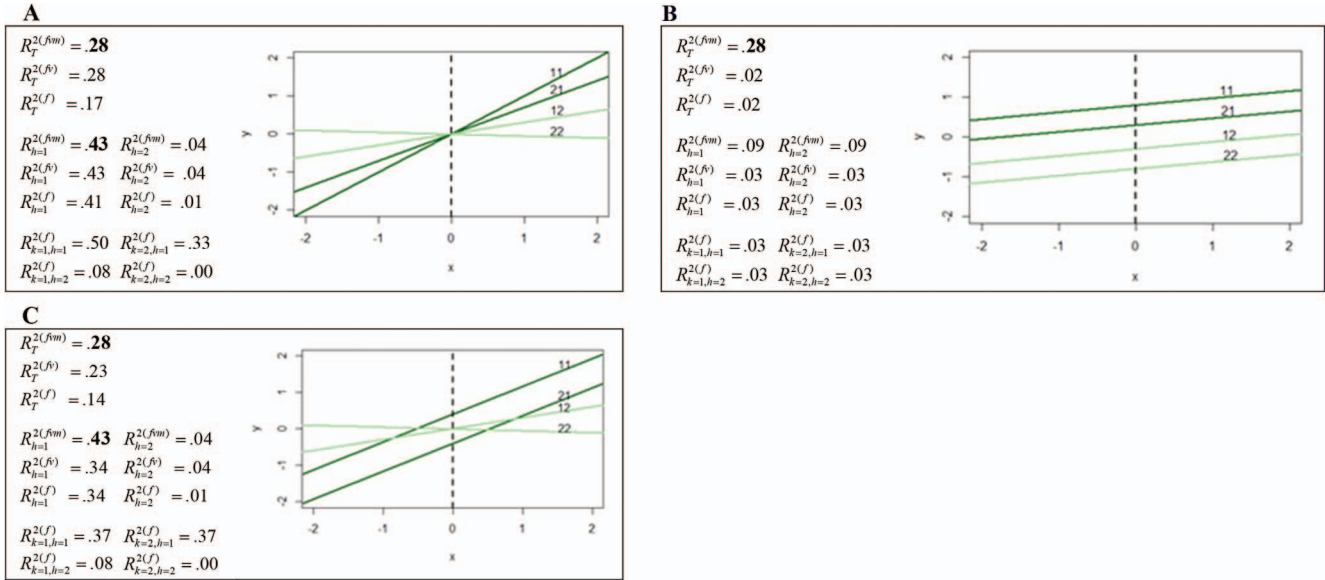 A
R_T^{2(fvm)} = .28
R_T^{2(fv)} = .28
R_T^{2(f)} = .17
R_{h=1}^{2(fvm)} = .43 R_{h=2}^{2(fvm)} = .04
R_{h=1}^{2(fv)} = .43 R_{h=2}^{2(fv)} = .04
R_{h=1}^{2(f)} = .41 R_{h=2}^{2(f)} = .01
R_{k=1,h=1}^{2(f)} = .50 R_{k=2,h=1}^{2(f)} = .33
R_{k=1,h=2}^{2(f)} = .08 R_{k=2,h=2}^{2(f)} = .00
y
2
1
0
-1
-2
11
21
12
22
-2 -1 0 1 2
x
B
R_T^{2(fvm)} = .28
R_T^{2(fv)} = .02
R_T^{2(f)} = .02
R_{h=1}^{2(fvm)} = .09 R_{h=2}^{2(fvm)} = .09
R_{h=1}^{2(fv)} = .03 R_{h=2}^{2(fv)} = .03
R_{h=1}^{2(f)} = .03 R_{h=2}^{2(f)} = .03
R_{k=1,h=1}^{2(f)} = .03 R_{k=2,h=1}^{2(f)} = .03
R_{k=1,h=2}^{2(f)} = .03 R_{k=2,h=2}^{2(f)} = .03
y
2
1
0
-1
-2
11
21
12
22
-2 -1 0 1 2
x
C
R_T^{2(fvm)} = .28
R_T^{2(fv)} = .23
R_T^{2(f)} = .14
R_{h=1}^{2(fvm)} = .43 R_{h=2}^{2(fvm)} = .04
R_{h=1}^{2(fv)} = .34 R_{h=2}^{2(fv)} = .04
R_{h=1}^{2(f)} = .34 R_{h=2}^{2(f)} = .01
R_{k=1,h=1}^{2(f)} = .37 R_{k=2,h=1}^{2(f)} = .37
R_{k=1,h=2}^{2(f)} = .08 R_{k=2,h=2}^{2(f)} = .00
y
2
1
0
-1
-2
11
21
12
22
-2 -1 0 1 2
x